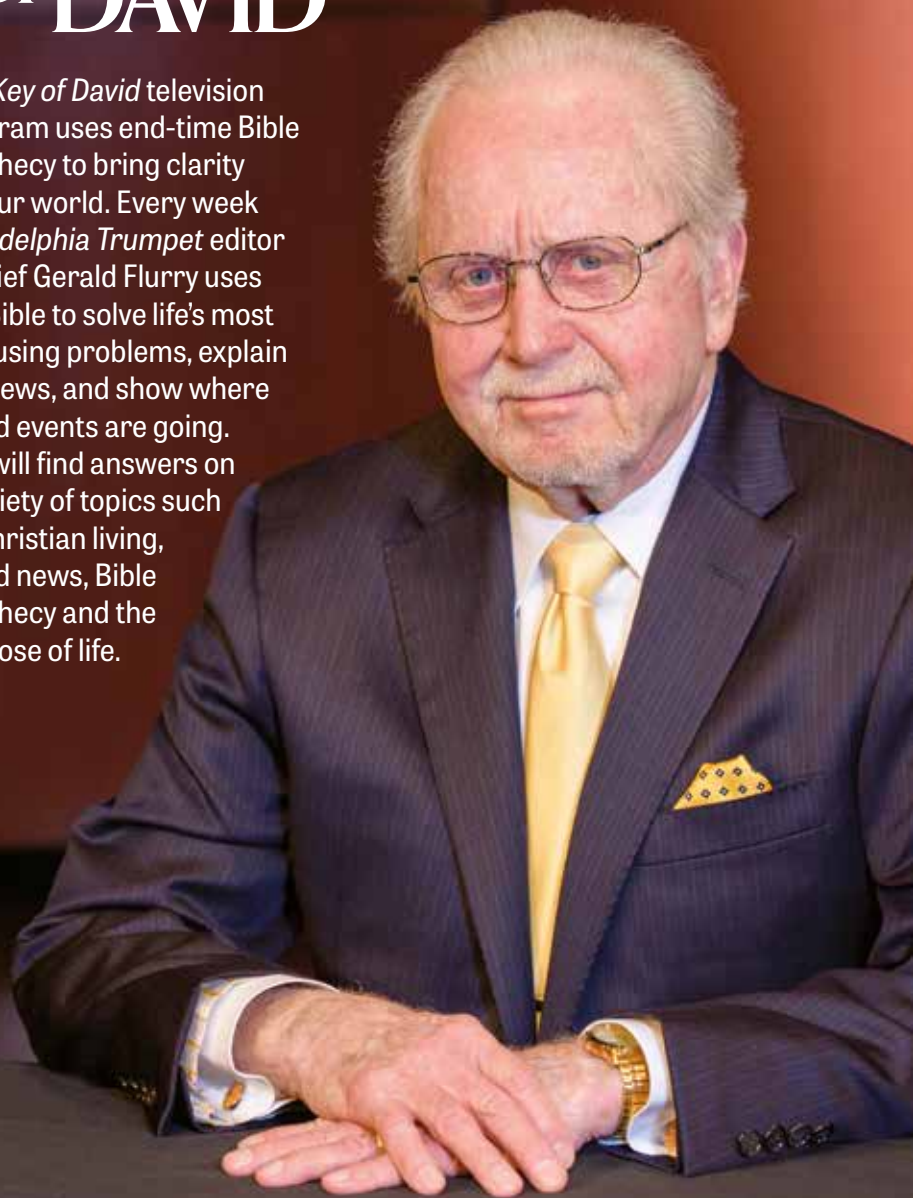 DAVID
Key of David television
ram uses end-time Bible
hecy to bring clarity
ur world. Every week
delphia Trumpet editor
ief Gerald Flurry uses
ible to solve life's most
using problems, explain
ews, and show where
d events are going.
will find answers on
iety of topics such
hristian living,
d news, Bible
hecy and the
ose of life.